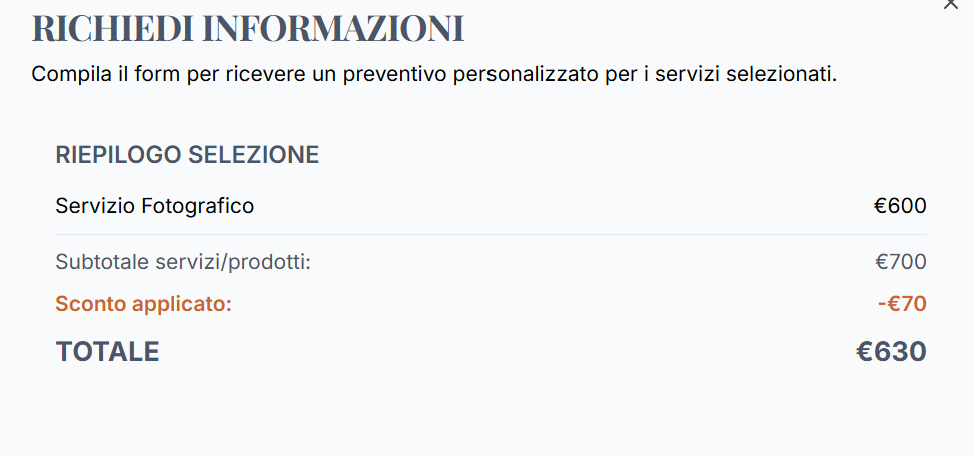 RICHIEDI INFORMAZIONI
Compila il form per ricevere un preventivo personalizzato per i servizi selezionati.
RIEPILOGO SELEZIONE
Servizio Fotografico €600
Subtotale servizi/prodotti: €700
Sconto applicato: -€70
TOTALE €630